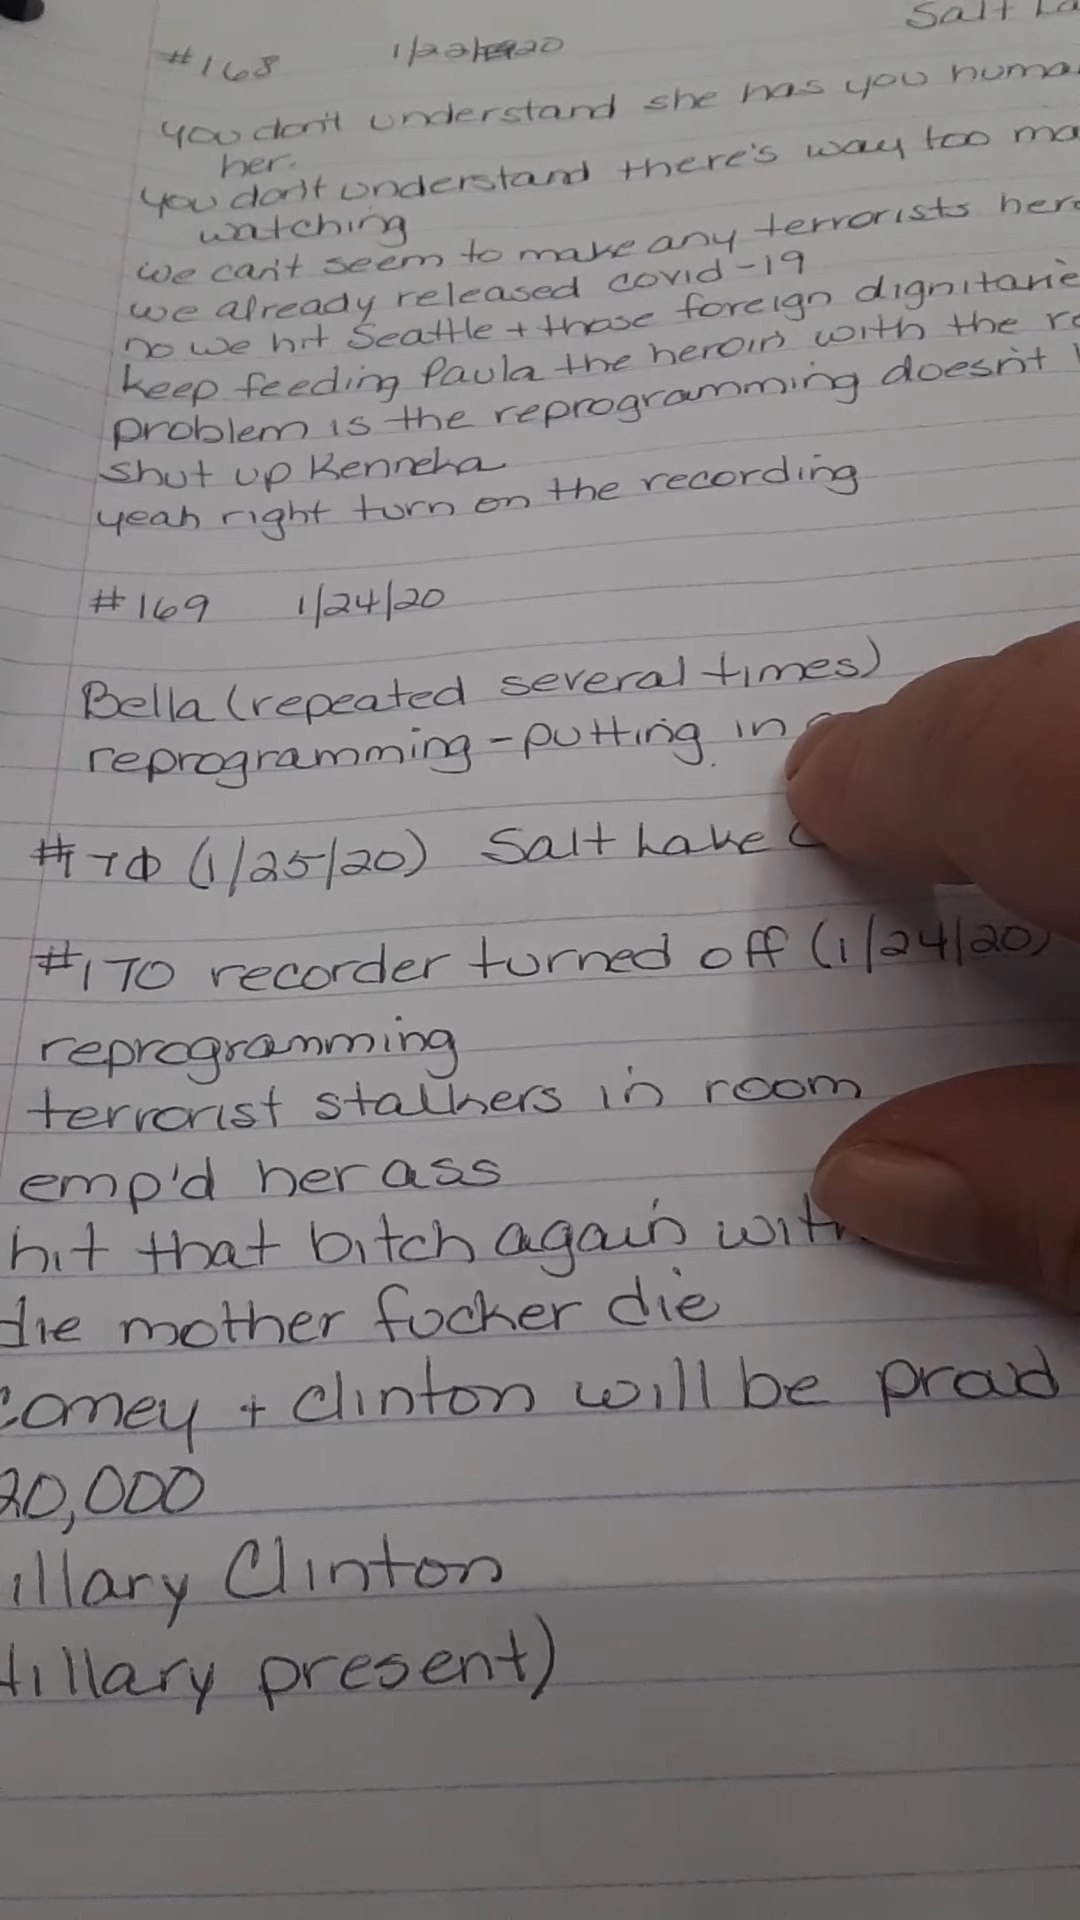 Salt La
#168 1/23/20
you don't understand she has you huma
her.
you don't understand there's way too ma
watching
we can't seem to make any terrorists here
we already released covid-19
no we hit Seattle + those foreign dignitarie
keep feeding Paula the heroin with the re
problem is the reprogramming doesn't
shut up Kenneka
yeah right turn on the recording
#169 1/24/20
Bella (repeated several times)
reprogramming - putting in
#170 (1/25/20) Salt Lake C
#170 recorder turned off (1/24/20)
reprogramming
terrorist stalkers in room
emp'd her ass
hit that bitch again with
die mother fucker die
Comey + Clinton will be proud
20,000
illary Clinton
Hillary present)